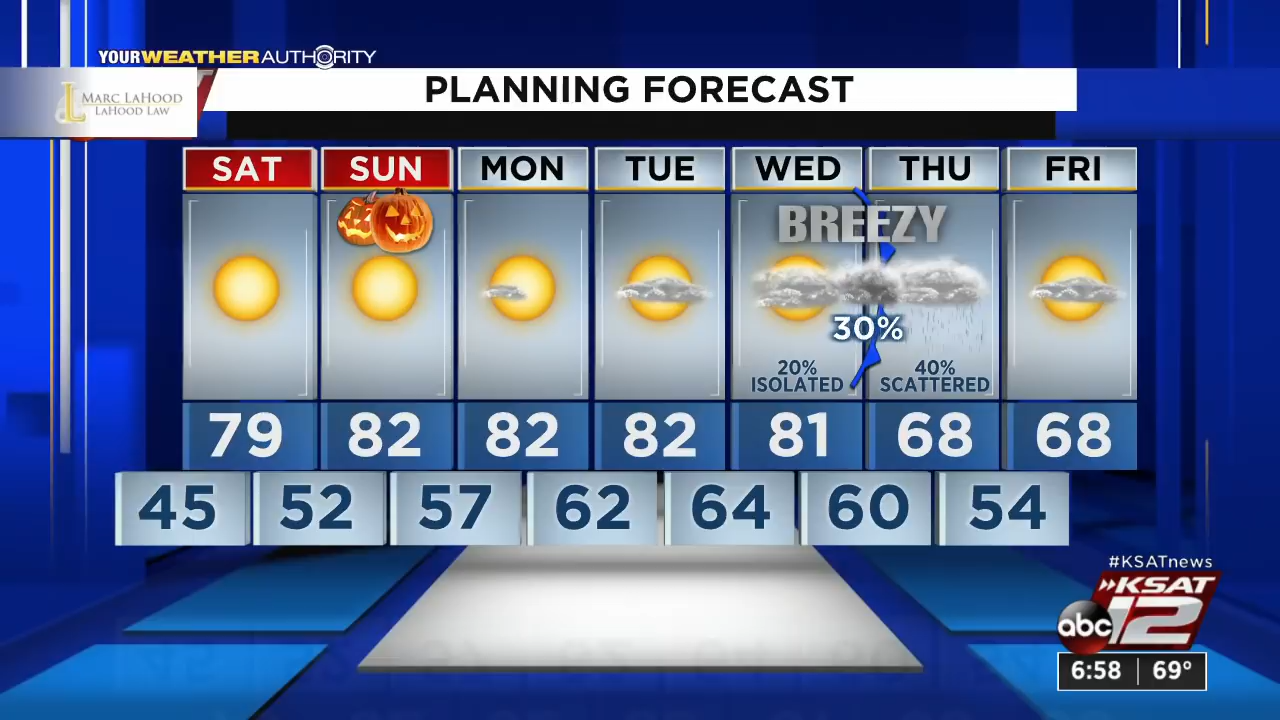 YOURWEATHERAUTHORITY
MARC LAHOOD
LAHOOD LAW
PLANNING FORECAST
SAT SUN MON TUE WED THU FRI
BREEZY
30%
20% 40%
ISOLATED SCATTERED
79 82 82 82 81 68 68
45 52 57 62 64 60 54
#KSATnews
KSAT
abc 12
6:58 69°